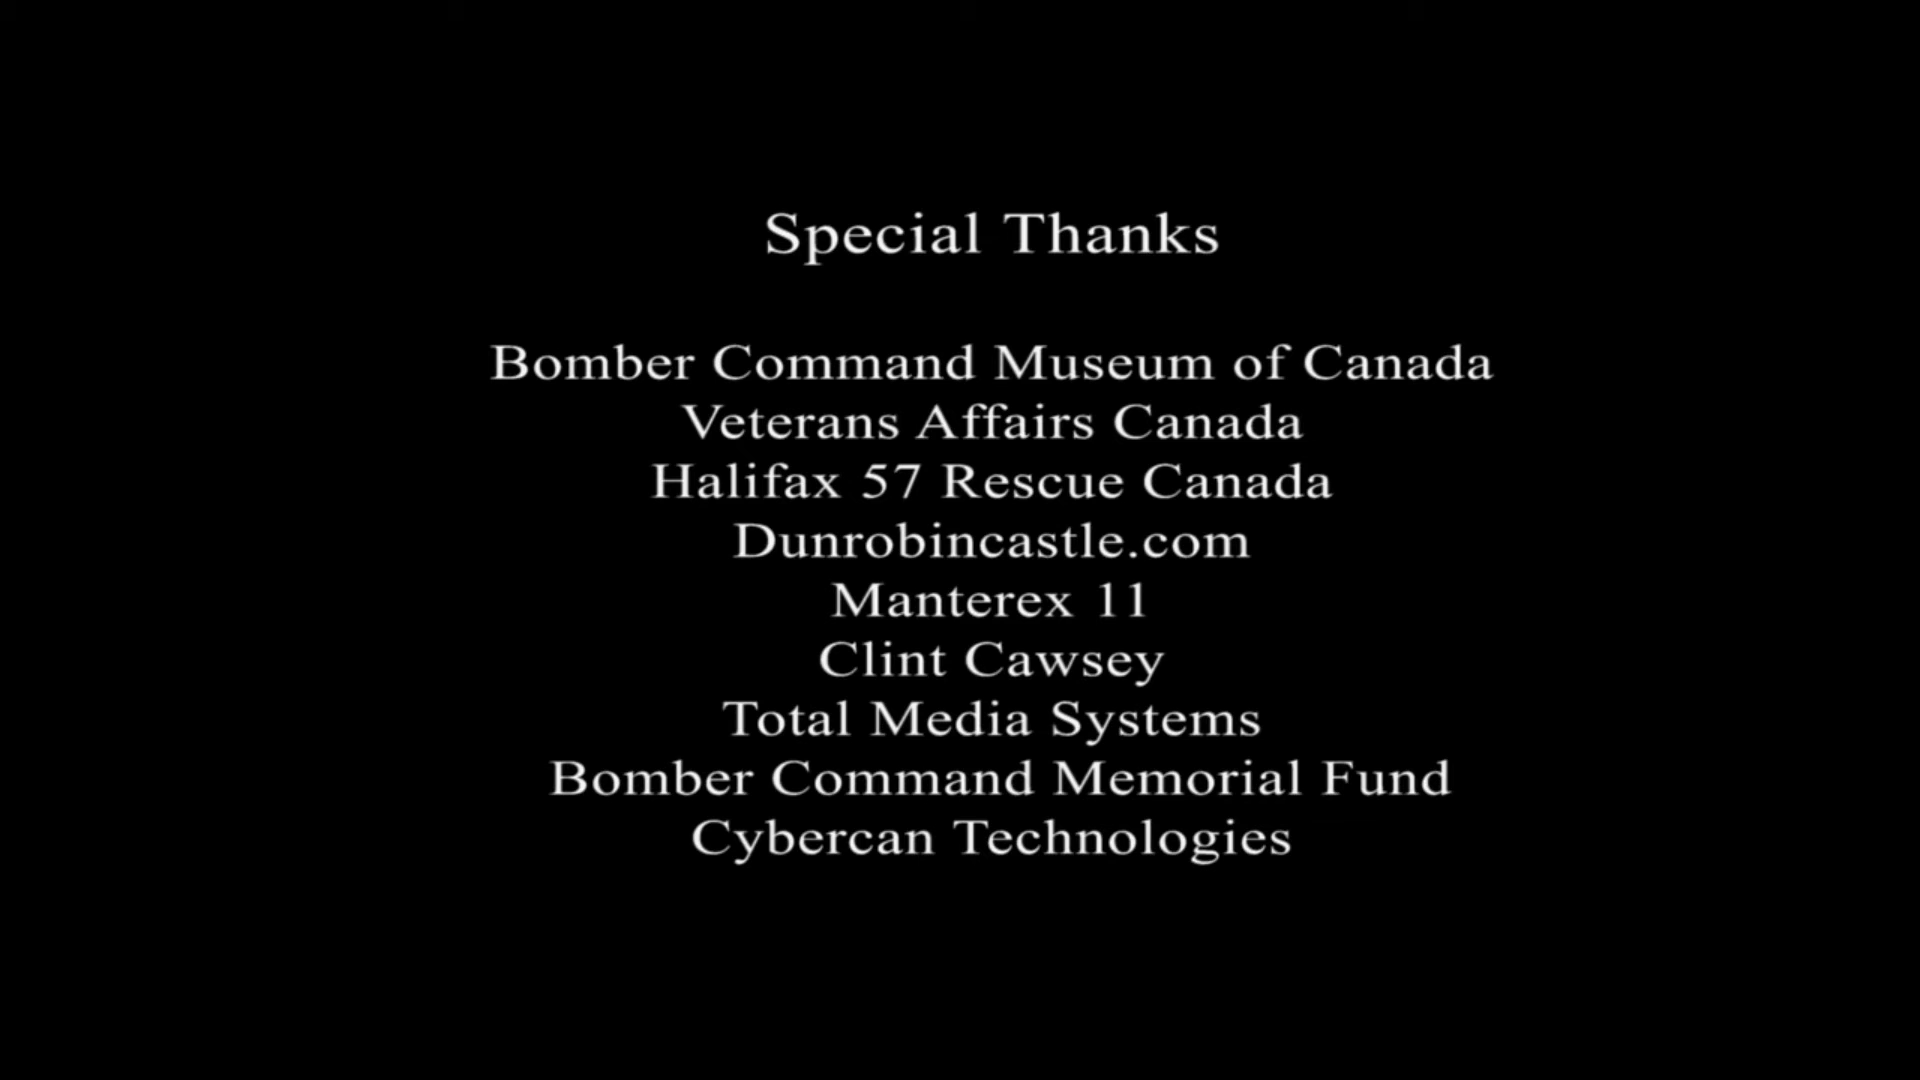 Special Thanks
Bomber Command Museum of Canada
Veterans Affairs Canada
Halifax 57 Rescue Canada
Dunrobincastle.com
Manterex 11
Clint Cawsey
Total Media Systems
Bomber Command Memorial Fund
Cybercan Technologies